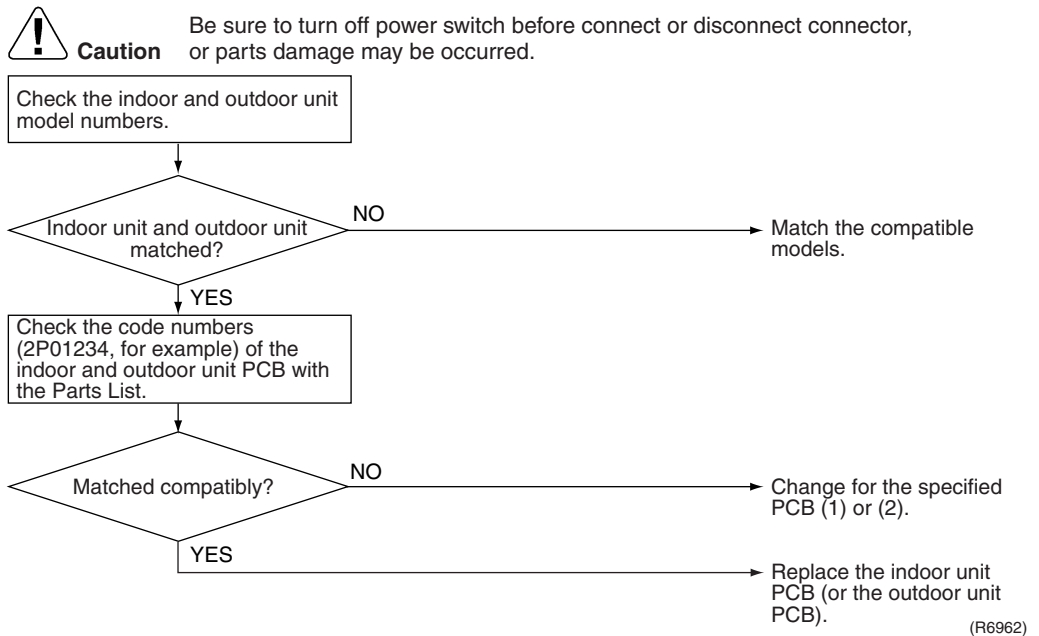 Be sure to turn off power switch before connect or disconnect connector,
Caution or parts damage may be occurred.
Check the indoor and outdoor unit
model numbers.
Indoor unit and outdoor unit
matched?
NO
Match the compatible
models.
YES
Check the code numbers
(2P01234, for example) of the
indoor and outdoor unit PCB with
the Parts List.
Matched compatibly?
NO
Change for the specified
PCB (1) or (2).
YES
Replace the indoor unit
PCB (or the outdoor unit
PCB).
(R6962)